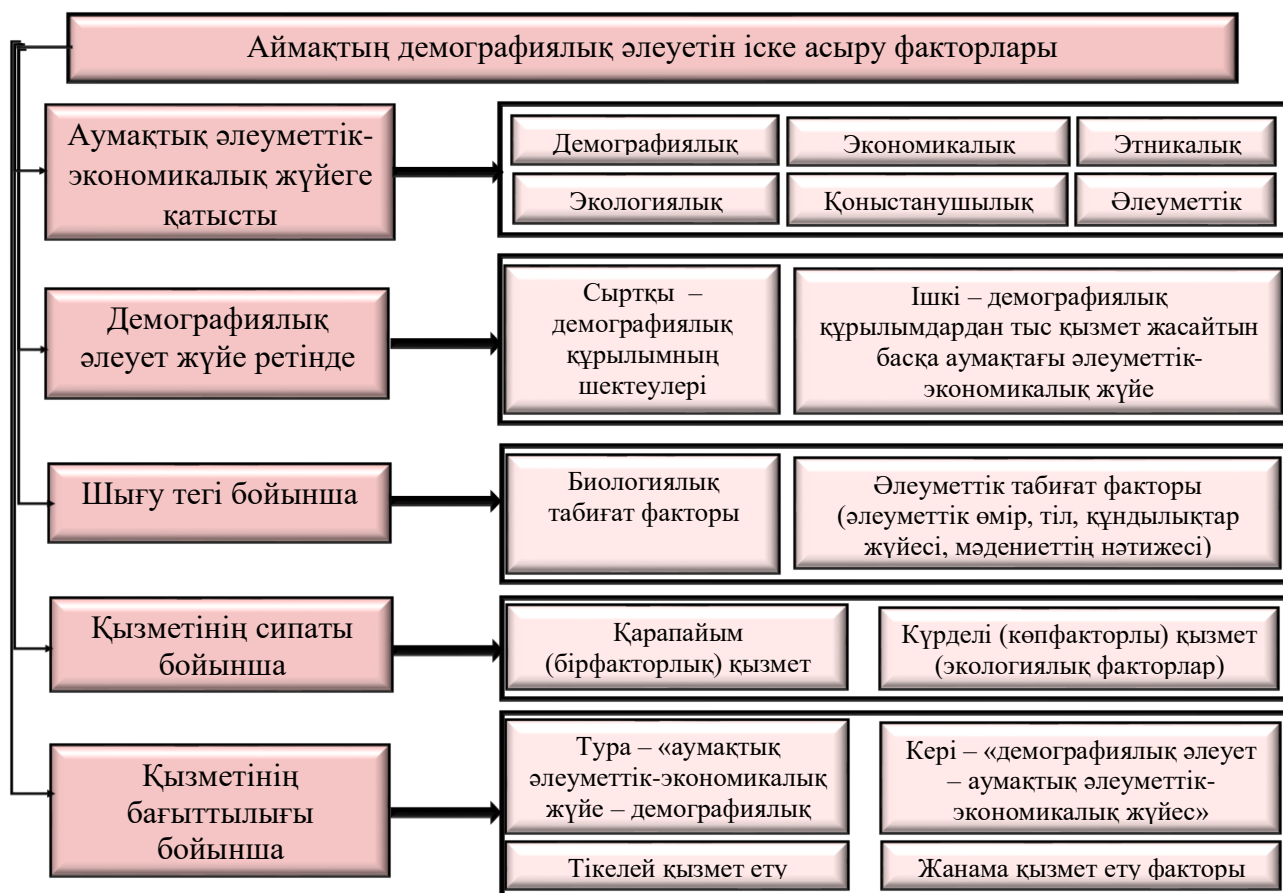 Аймақтың демографиялық әлеуетін іске асыру факторлары
Аумақтық әлеуметтік-
экономикалық жүйеге
қатысты
Демографиялық
Экономикалық
Этникалық
Экологиялық
Қоныстанушылық
Әлеуметтік
Демографиялық
әлеует жүйе ретінде
Сыртқы –
демографиялық
құрылымның
шектеулері
Ішкі – демографиялық
құрылымдардан тыс қызмет жасайтын
басқа аумақтағы әлеуметтік-
экономикалық жүйе
Шығу тегі бойынша
Биологиялық
табиғат факторы
Әлеуметтік табиғат факторы
(әлеуметтік өмір, тіл, құндылықтар
жүйесі, мәдениеттің нәтижесі)
Қызметінің сипаты
бойынша
Қарапайым
(бірфакторлық) қызмет
Күрделі (көпфакторлы) қызмет
(экологиялық факторлар)
Қызметінің
бағыттылығы
бойынша
Тура – «аумақтық
әлеуметтік-экономикалық
жүйе – демографиялық
Кері – «демографиялық әлеует
– аумақтық әлеуметтік-
экономикалық жүйес»
Тікелей қызмет ету
Жанама қызмет ету факторы